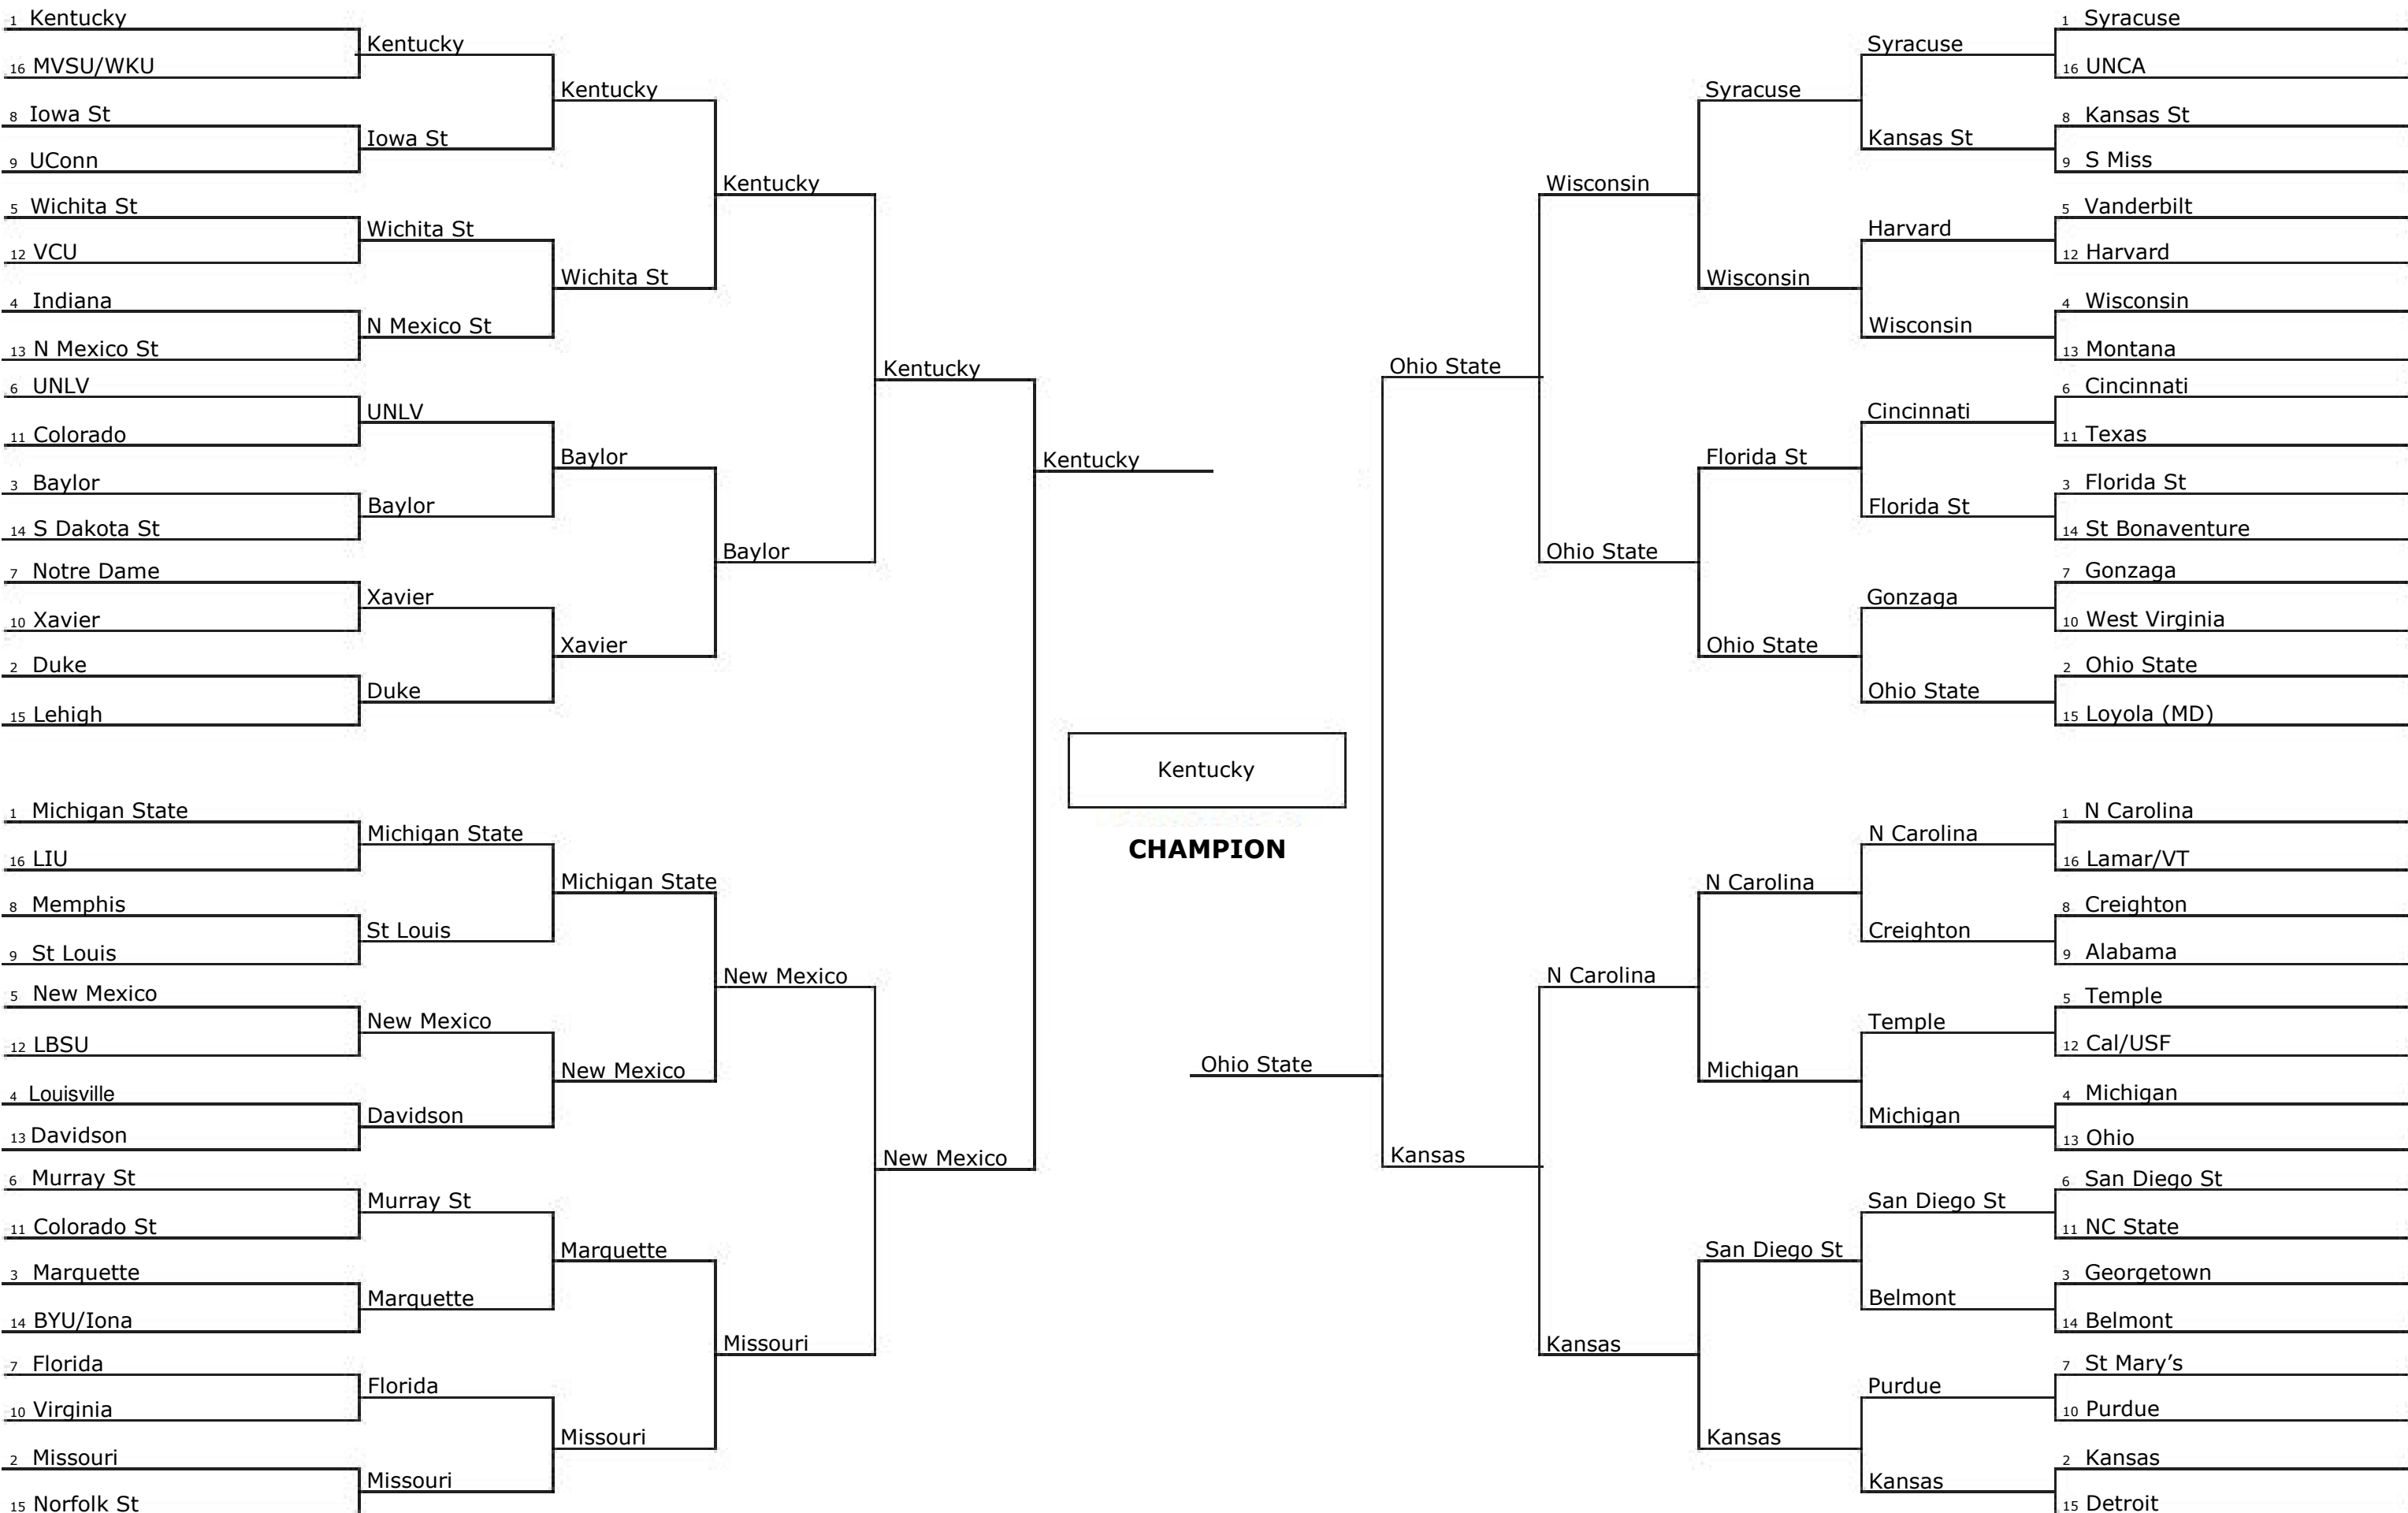 1 Kentucky
16 MVSU/WKU
8 Iowa St
9 UConn
5 Wichita St
12 VCU
4 Indiana
13 N Mexico St
6 UNLV
11 Colorado
3 Baylor
14 S Dakota St
7 Notre Dame
10 Xavier
2 Duke
15 Lehigh
1 Michigan State
16 LIU
8 Memphis
9 St Louis
5 New Mexico
12 LBSU
4 Louisville
13 Davidson
6 Murray St
11 Colorado St
3 Marquette
14 BYU/Iona
7 Florida
10 Virginia
2 Missouri
15 Norfolk St
Kentucky
Iowa St
Wichita St
N Mexico St
UNLV
Baylor
Xavier
Duke
Michigan State
St Louis
New Mexico
Davidson
Murray St
Marquette
Florida
Missouri
Kentucky
Wichita St
Baylor
Xavier
Michigan State
New Mexico
Marquette
Missouri
Kentucky
Baylor
New Mexico
Missouri
Kentucky
New Mexico
Kentucky
Kentucky
CHAMPION
Ohio State
Ohio State
Kansas
Wisconsin
Ohio State
N Carolina
Kansas
Syracuse
Wisconsin
Florida St
Ohio State
N Carolina
Michigan
San Diego St
Kansas
Syracuse
Kansas St
Harvard
Wisconsin
Cincinnati
Florida St
Gonzaga
Ohio State
N Carolina
Creighton
Temple
Michigan
San Diego St
Belmont
Purdue
Kansas
1 Syracuse
16 UNCA
8 Kansas St
9 S Miss
5 Vanderbilt
12 Harvard
4 Wisconsin
13 Montana
6 Cincinnati
11 Texas
3 Florida St
14 St Bonaventure
7 Gonzaga
10 West Virginia
2 Ohio State
15 Loyola (MD)
1 N Carolina
16 Lamar/VT
8 Creighton
9 Alabama
5 Temple
12 Cal/USF
4 Michigan
13 Ohio
6 San Diego St
11 NC State
3 Georgetown
14 Belmont
7 St Mary’s
10 Purdue
2 Kansas
15 Detroit